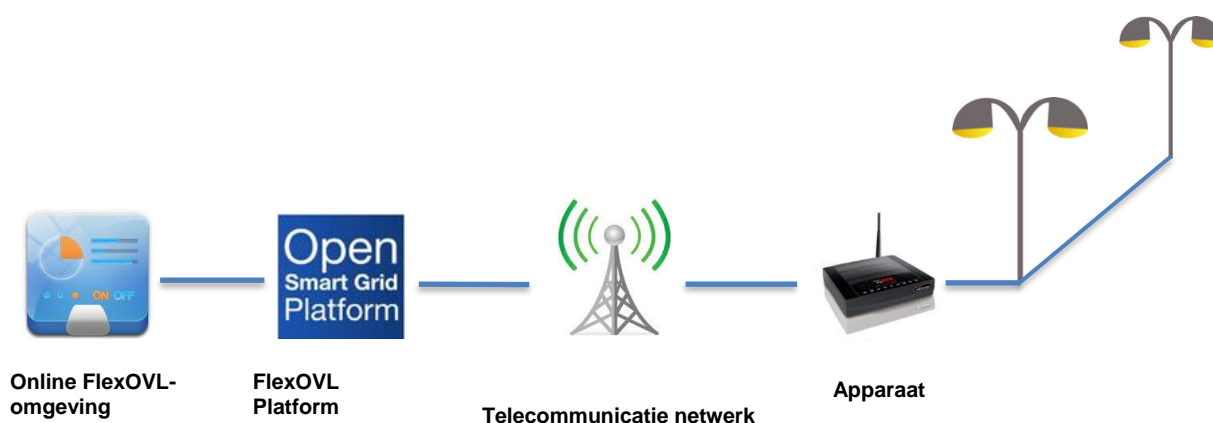 ON OFF
Open
Smart Grid
Platform
Online FlexOVL-
omgeving
FlexOVL
Platform
Telecommunicatie netwerk
Apparaat